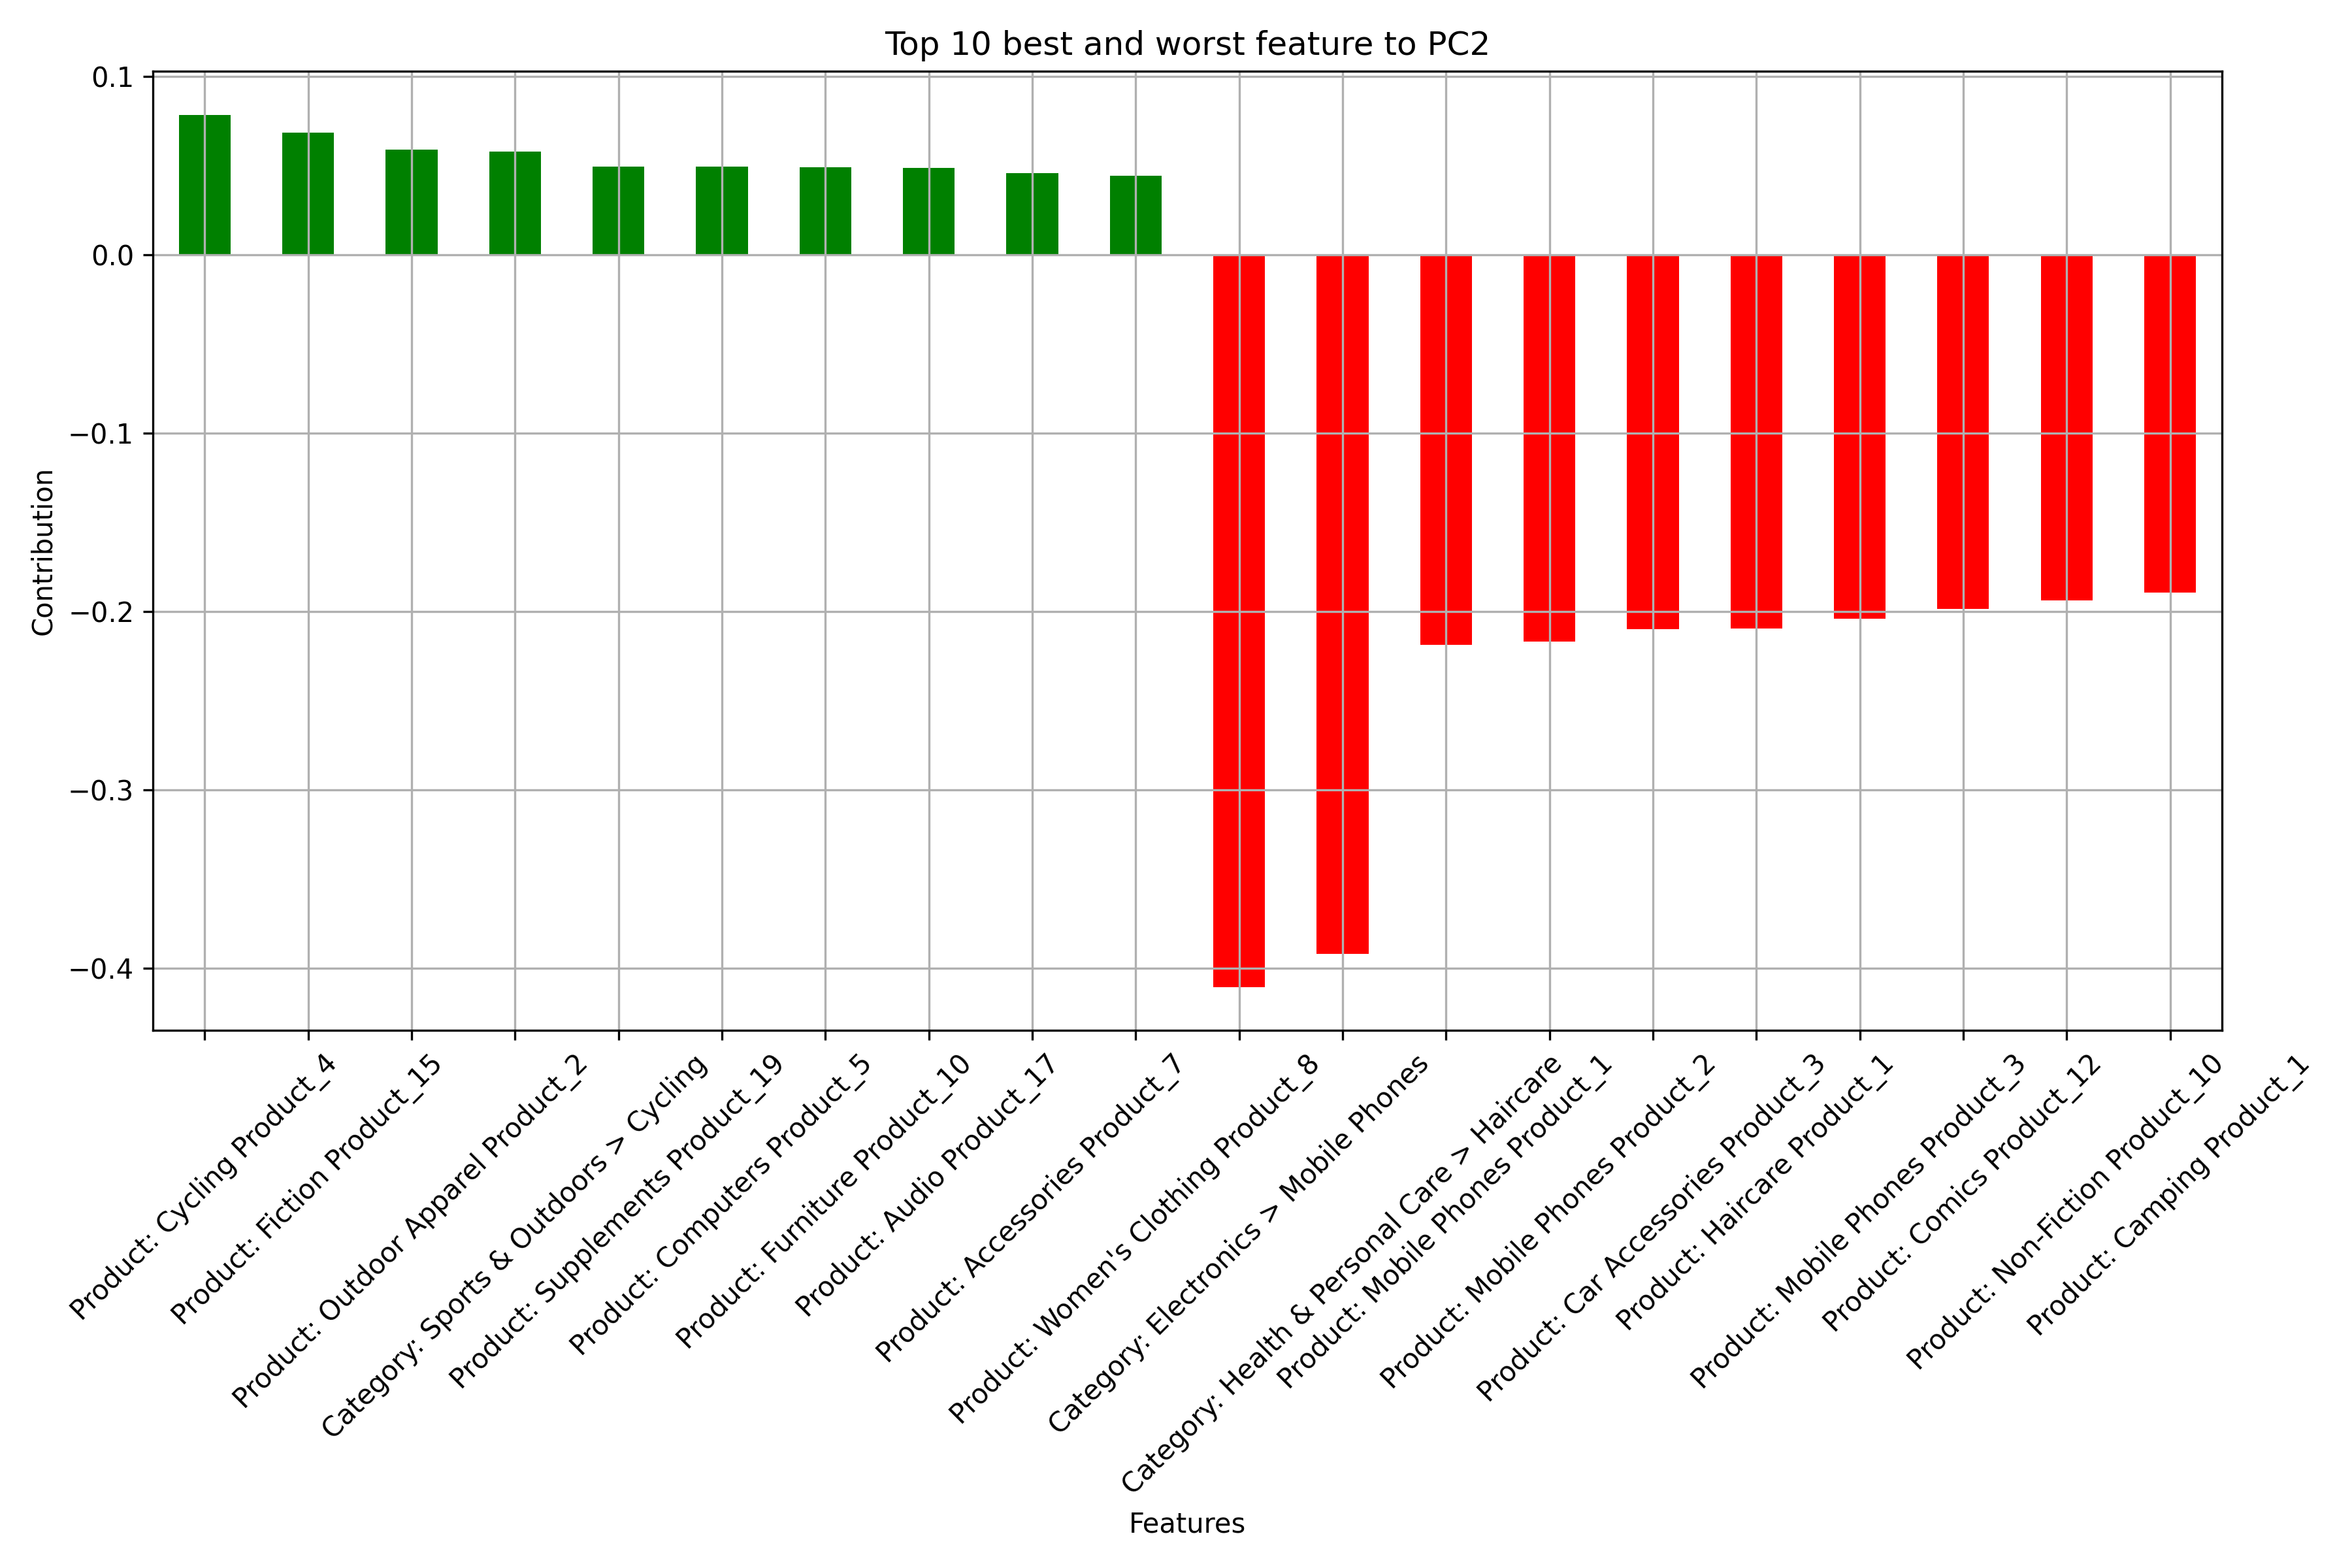 Top 10 best and worst feature to PC2
0.1
0.0
−0.1
−0.2
−0.3
−0.4
Contribution
Product: Cycling Product_4
Product: Fiction Product_15
Product: Outdoor Apparel Product_2
Category: Sports & Outdoors > Cycling
Product: Supplements Product_19
Product: Computers Product_5
Product: Furniture Product_10
Product: Audio Product_17
Product: Accessories Product_7
Product: Women's Clothing Product_8
Category: Electronics > Mobile Phones
Category: Health & Personal Care > Haircare
Product: Mobile Phones Product_1
Product: Mobile Phones Product_2
Product: Car Accessories Product_3
Product: Haircare Product_1
Product: Mobile Phones Product_3
Product: Comics Product_12
Product: Non-Fiction Product_10
Product: Camping Product_1
Features